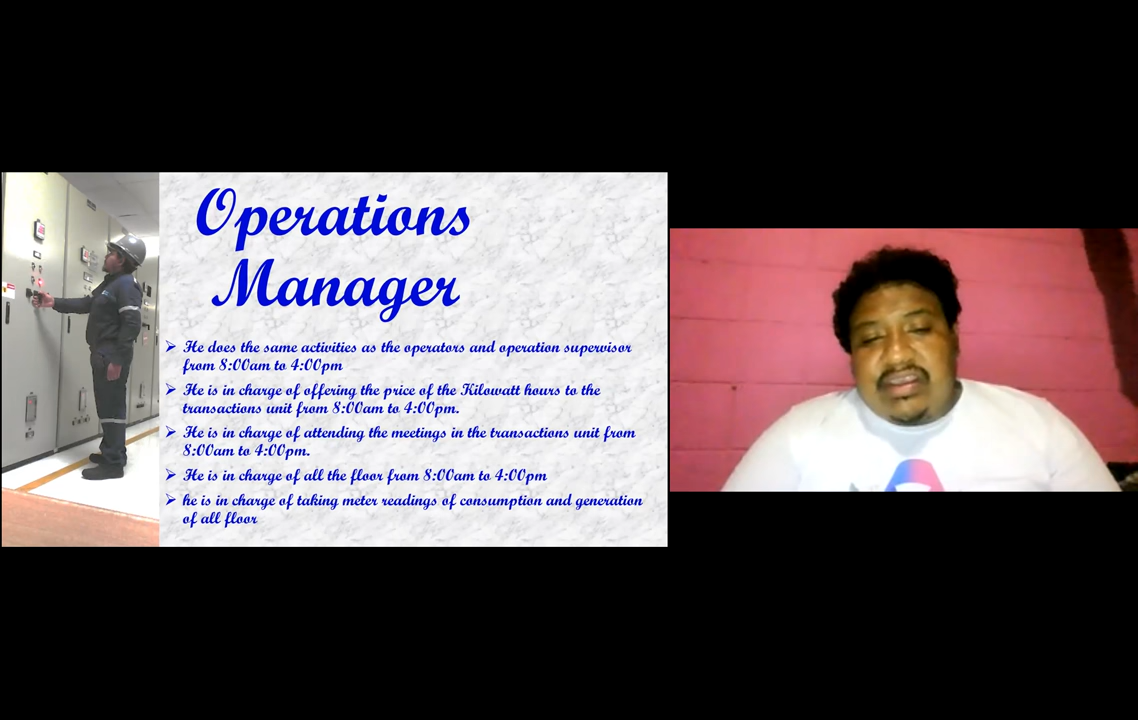 Operations
Manager
➢ He does the same activities as the operators and operation supervisor
from 8:00am to 4:00pm
➢ He is in charge of offering the price of the Kilowatt hours to the
transactions unit from 8:00am to 4:00pm.
➢ He is in charge of attending the meetings in the transactions unit from
8:00am to 4:00pm.
➢ He is in charge of all the floor from 8:00am to 4:00pm
➢ he is in charge of taking meter readings of consumption and generation
of all floor